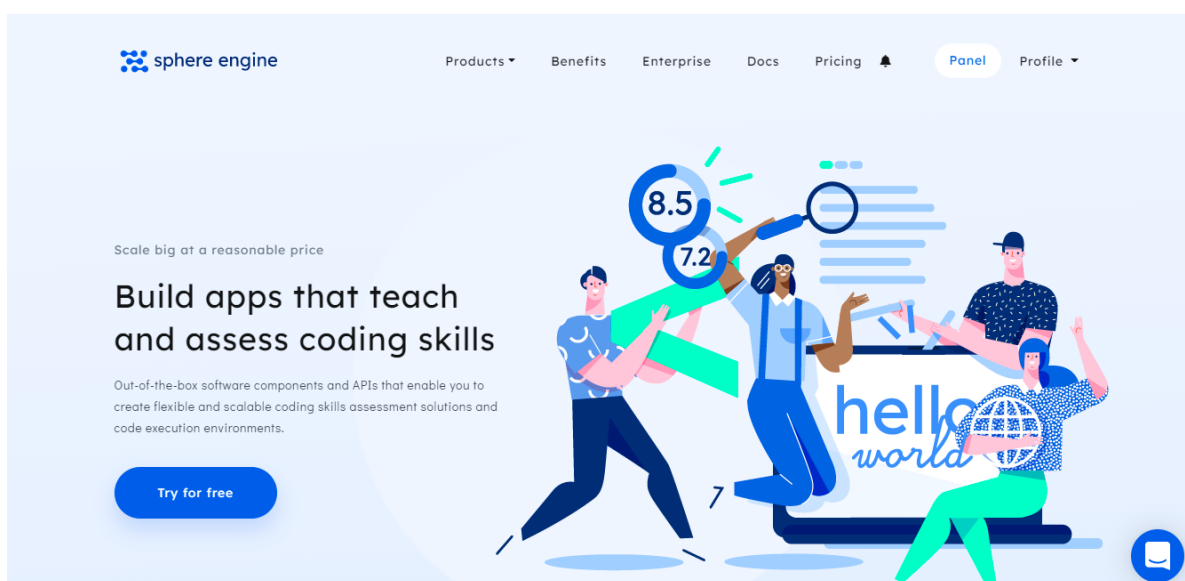 sphere engine
Products Benefits Enterprise Docs Pricing Panel Profile
8.5
7.2
Scale big at a reasonable price
Build apps that teach
and assess coding skills
Out-of-the-box software components and APIs that enable you to
create flexible and scalable coding skills assessment solutions and
code execution environments.
Try for free
hello
world